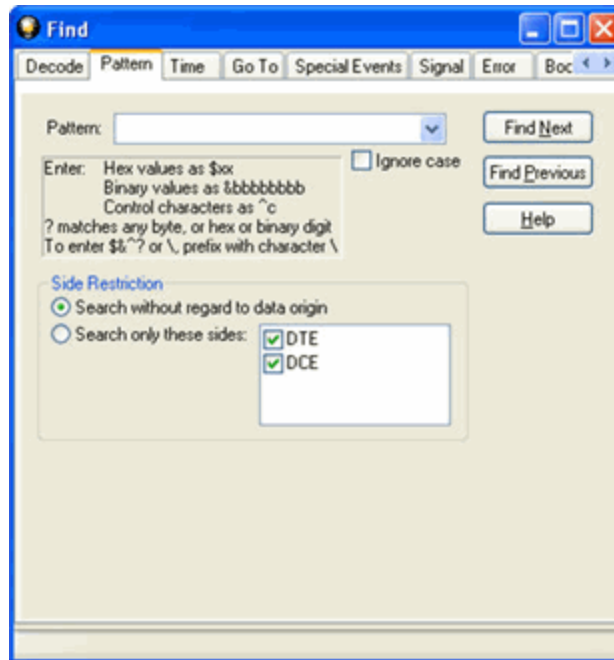 Find
Decode Pattern Time Go To Special Events Signal Error Boo
Pattern:
Find Next
Enter: Hex values as $xx
Binary values as &bbbbbbbb
Control characters as ^c
? matches any byte, or hex or binary digit
To enter $&^? or \, prefix with character \
Ignore case
Find Previous
Help
Side Restriction
Search without regard to data origin
Search only these sides:
DTE
DCE